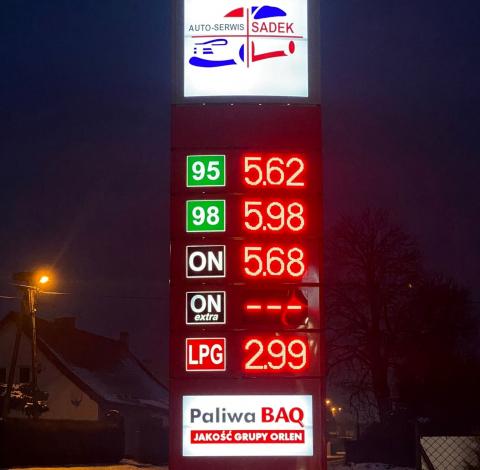 AUTO-SERWIS SADEK
95 5.62
98 5.98
ON 5.68
ON extra ---
LPG 2.99
Paliwa BAQ
JAKOŚĆ GRUPY ORLEN